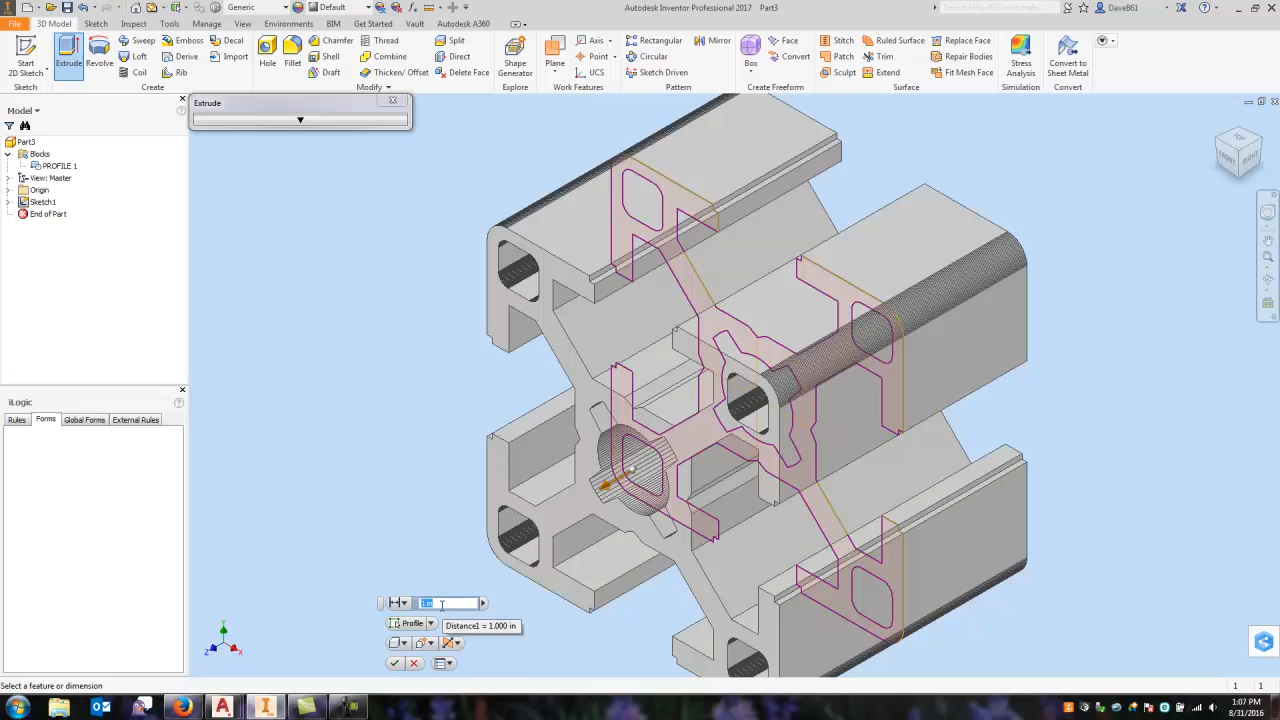 Generic
Default
Autodesk Inventor Professional 2017 Part3
DaveB61
File
3D Model
Sketch
Inspect
Tools
Manage
View
Environments
BIM
Get Started
Vault
Autodesk A360
Start
2D Sketch
Sketch
Extrude
Revolve
Sweep
Loft
Coil
Emboss
Derive
Rib
Decal
Import
Create
Hole
Fillet
Chamfer
Shell
Draft
Thread
Combine
Thicken/ Offset
Split
Direct
Delete Face
Modify
Shape
Generator
Explore
Plane
Axis
Point
UCS
Work Features
Rectangular
Circular
Sketch Driven
Mirror
Pattern
Box
Face
Convert
Create Freeform
Stitch
Patch
Sculpt
Ruled Surface
Trim
Extend
Replace Face
Repair Bodies
Fit Mesh Face
Surface
Stress
Analysis
Simulation
Convert to
Sheet Metal
Convert
Model
Part3
Blocks
PROFILE 1
View: Master
Origin
Sketch1
End of Part
Extrude
TOP
FRONT
RIGHT
iLogic
Rules
Forms
Global Forms
External Rules
1 in
Profile
Distance1 = 1.000 in
Y
Z
X
Select a feature or dimension
1
1
1:07 PM
8/31/2016